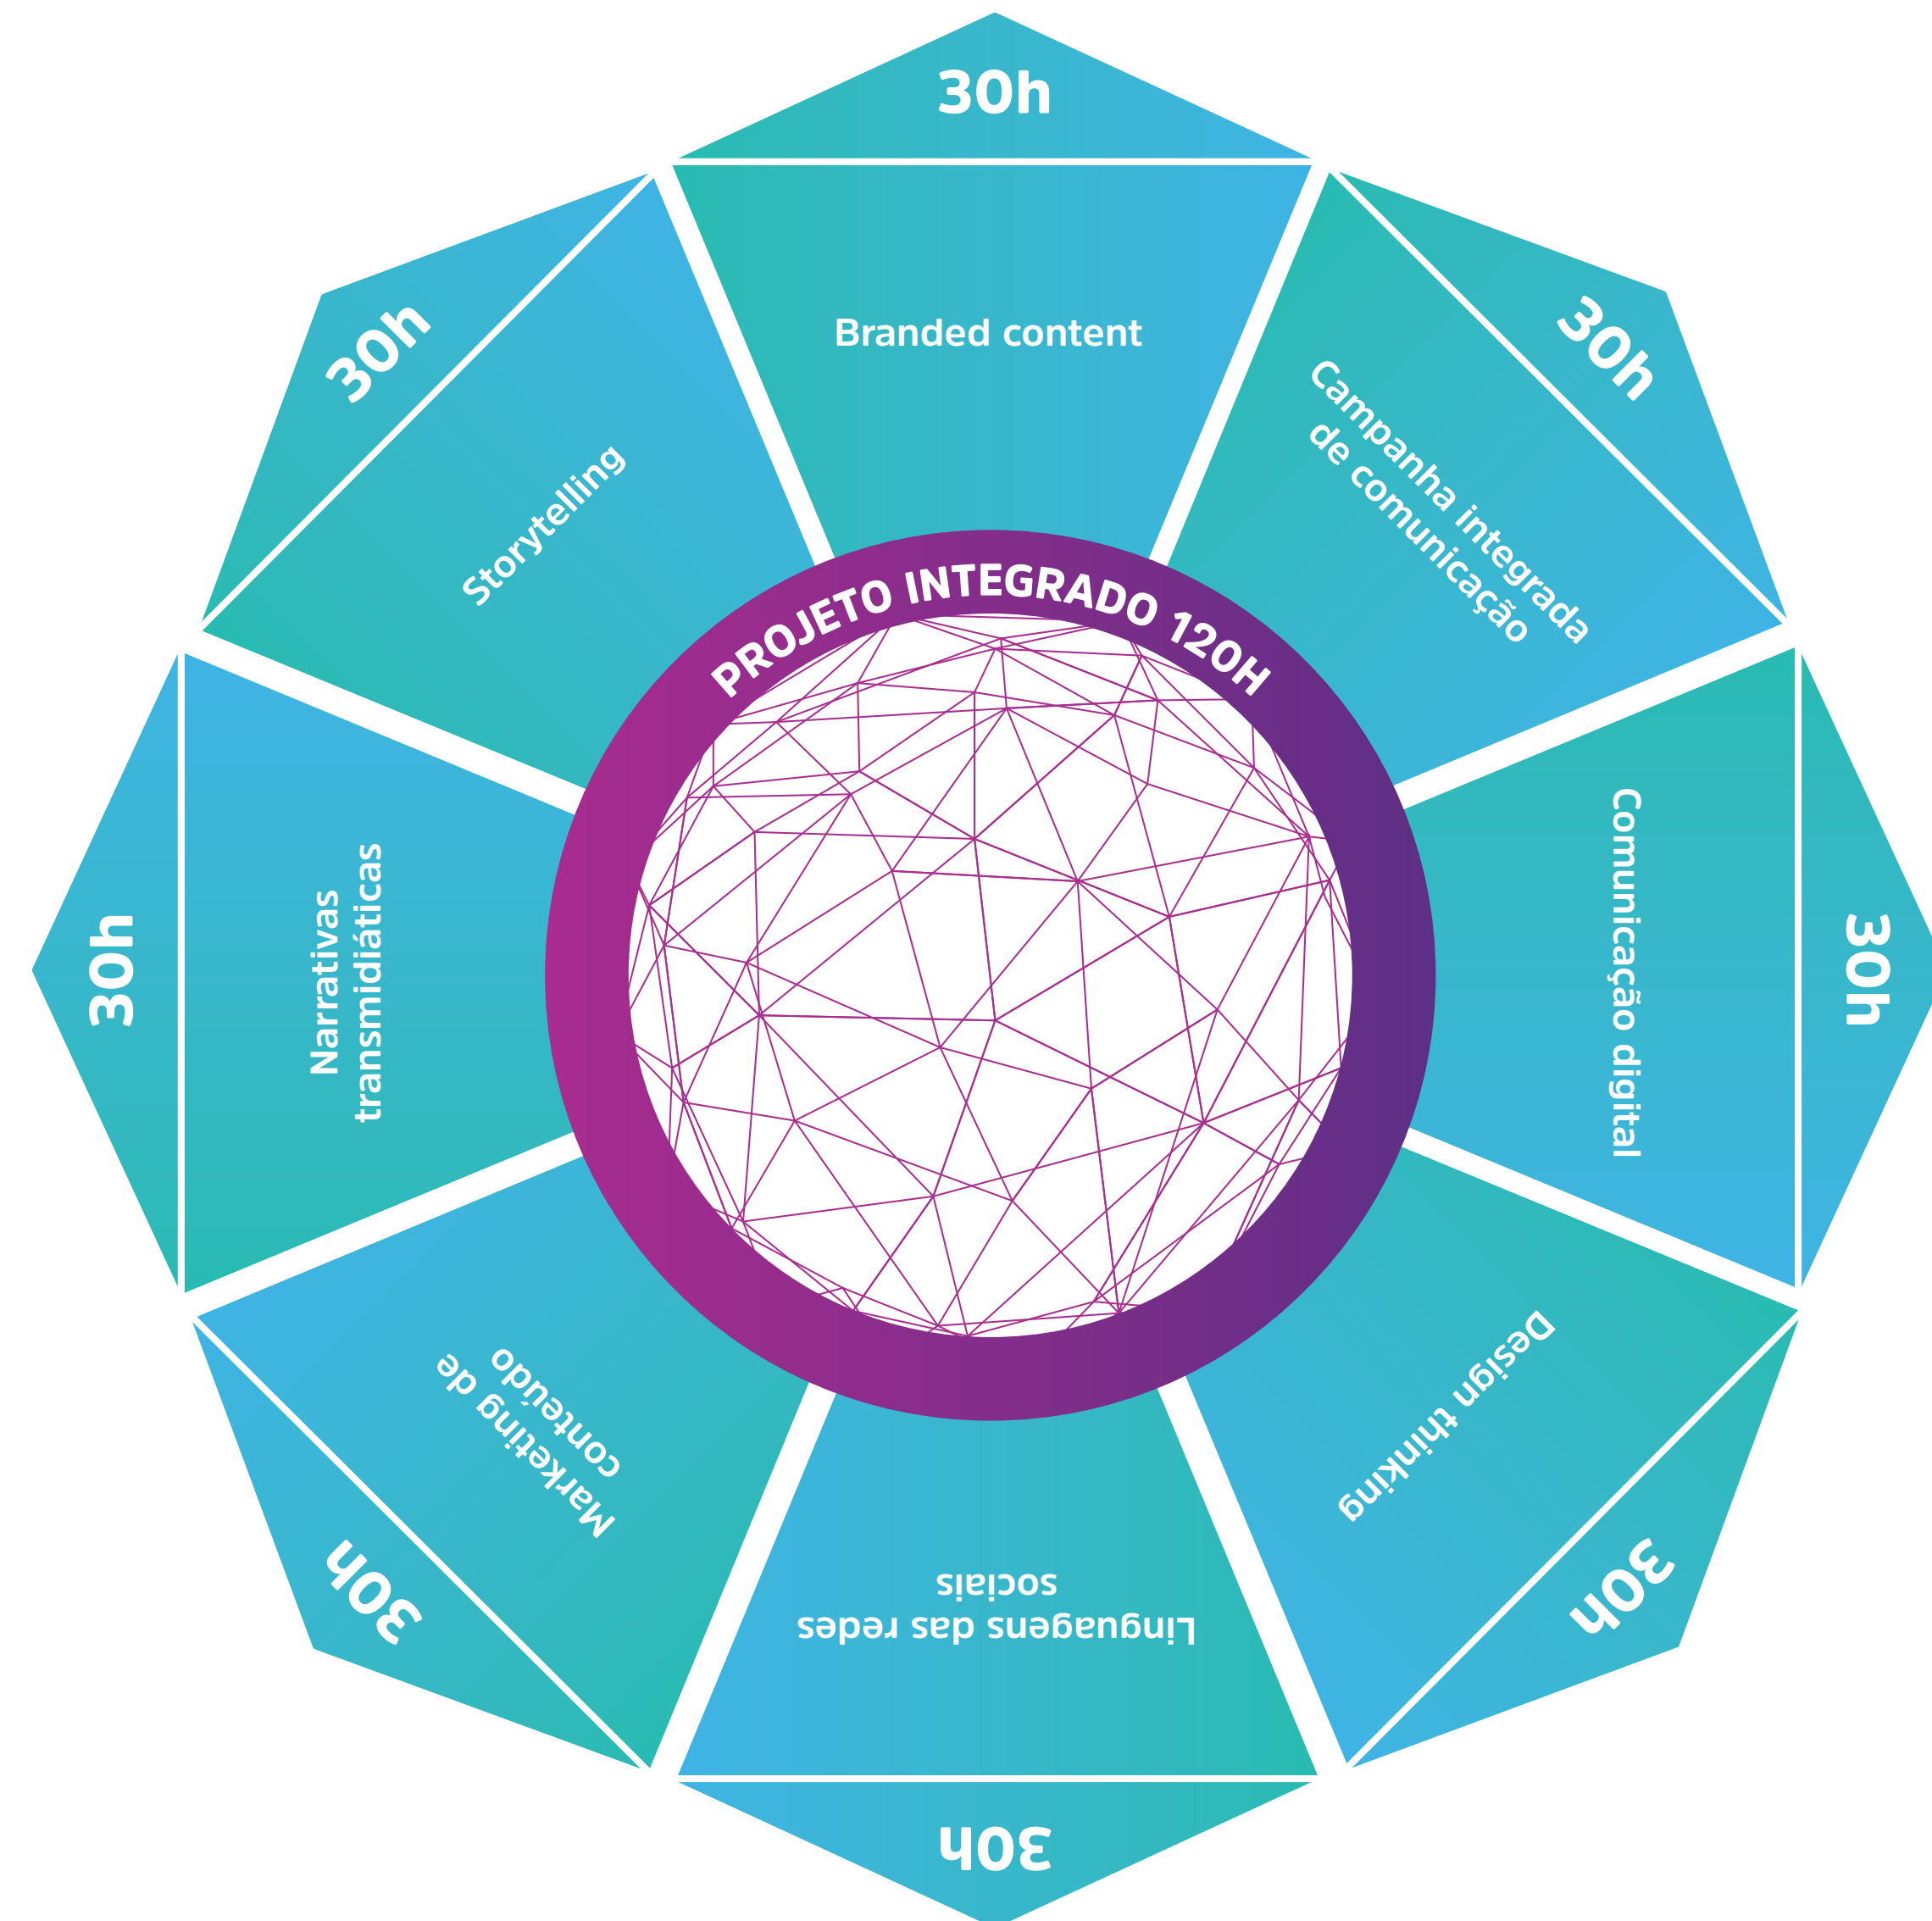 30h
Branded content
30h
Campanha integrada
de comunicação
30h
Comunicação digital
30h
Design thinking
30h
Linguagens das redes
sociais
30h
Marketing de
conteúdo
30h
Narrativas
transmidiáticas
30h
Storytelling
PROJETO INTEGRADO 120H